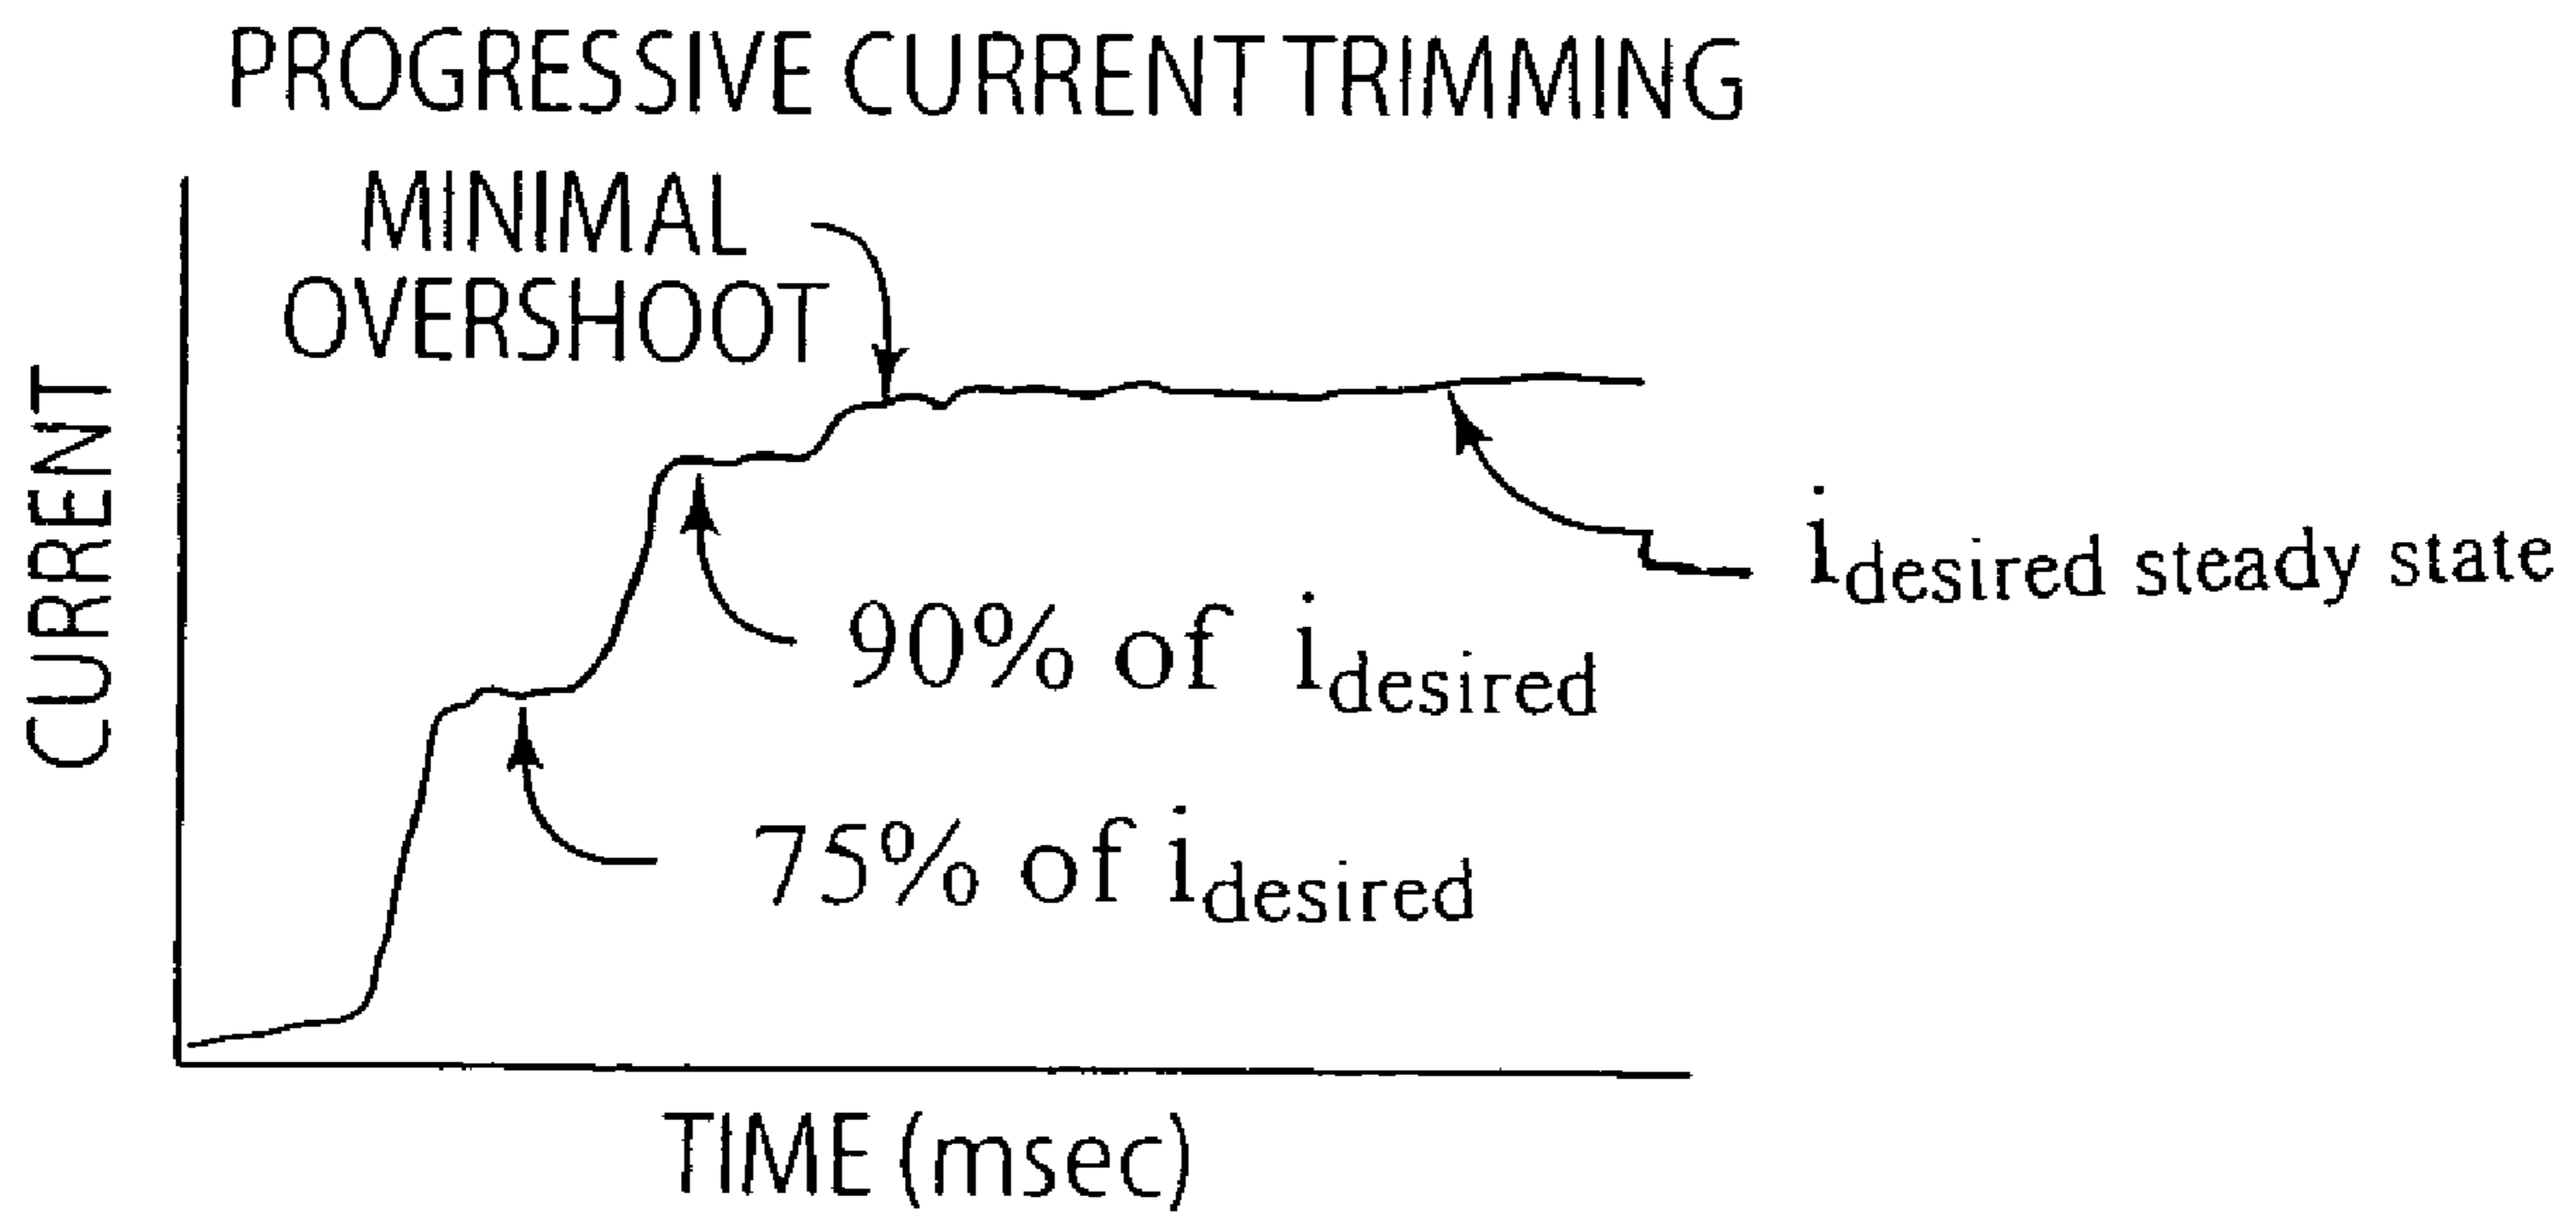 PROGRESSIVE CURRENT TRIMMING
MINIMAL
OVERSHOOT
CURRENT
i desired steady state
90% of i desired
75% of i desired
TIME (msec)